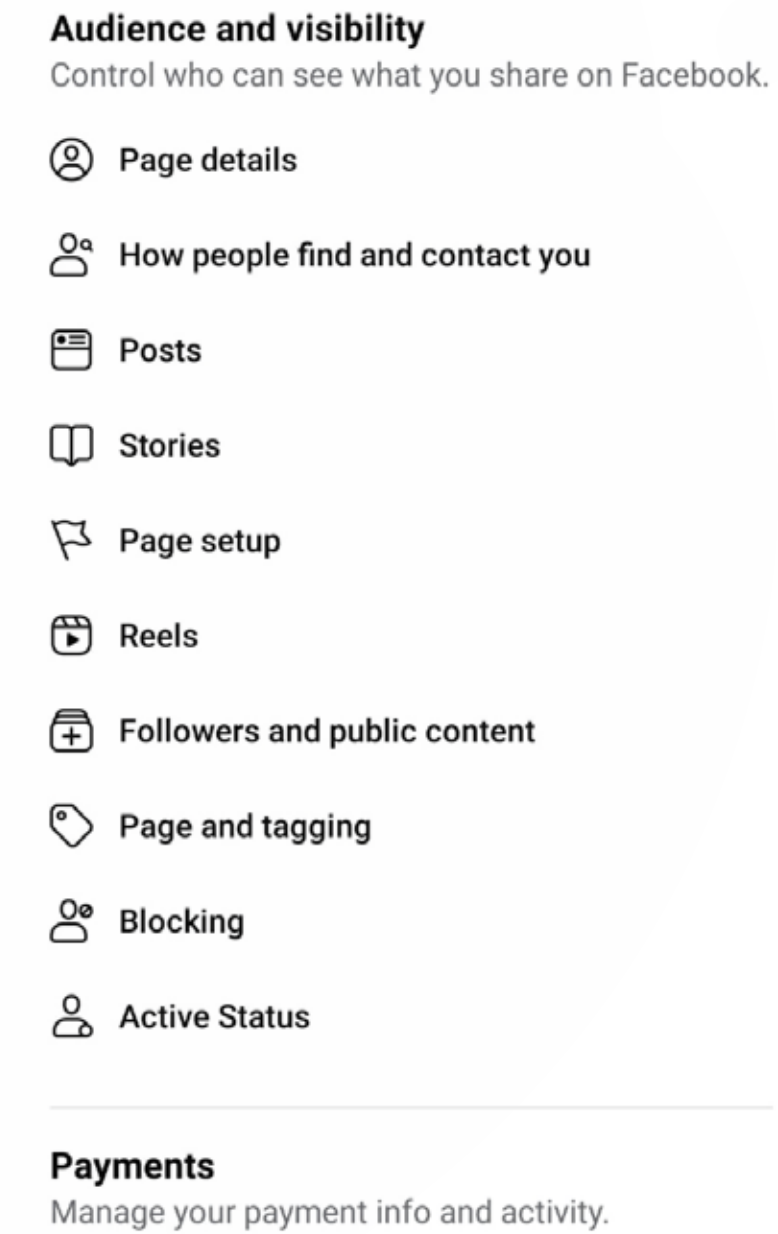 Audience and visibility
Control who can see what you share on Facebook.
Page details
How people find and contact you
Posts
Stories
Page setup
Reels
Followers and public content
Page and tagging
Blocking
Active Status
Payments
Manage your payment info and activity.